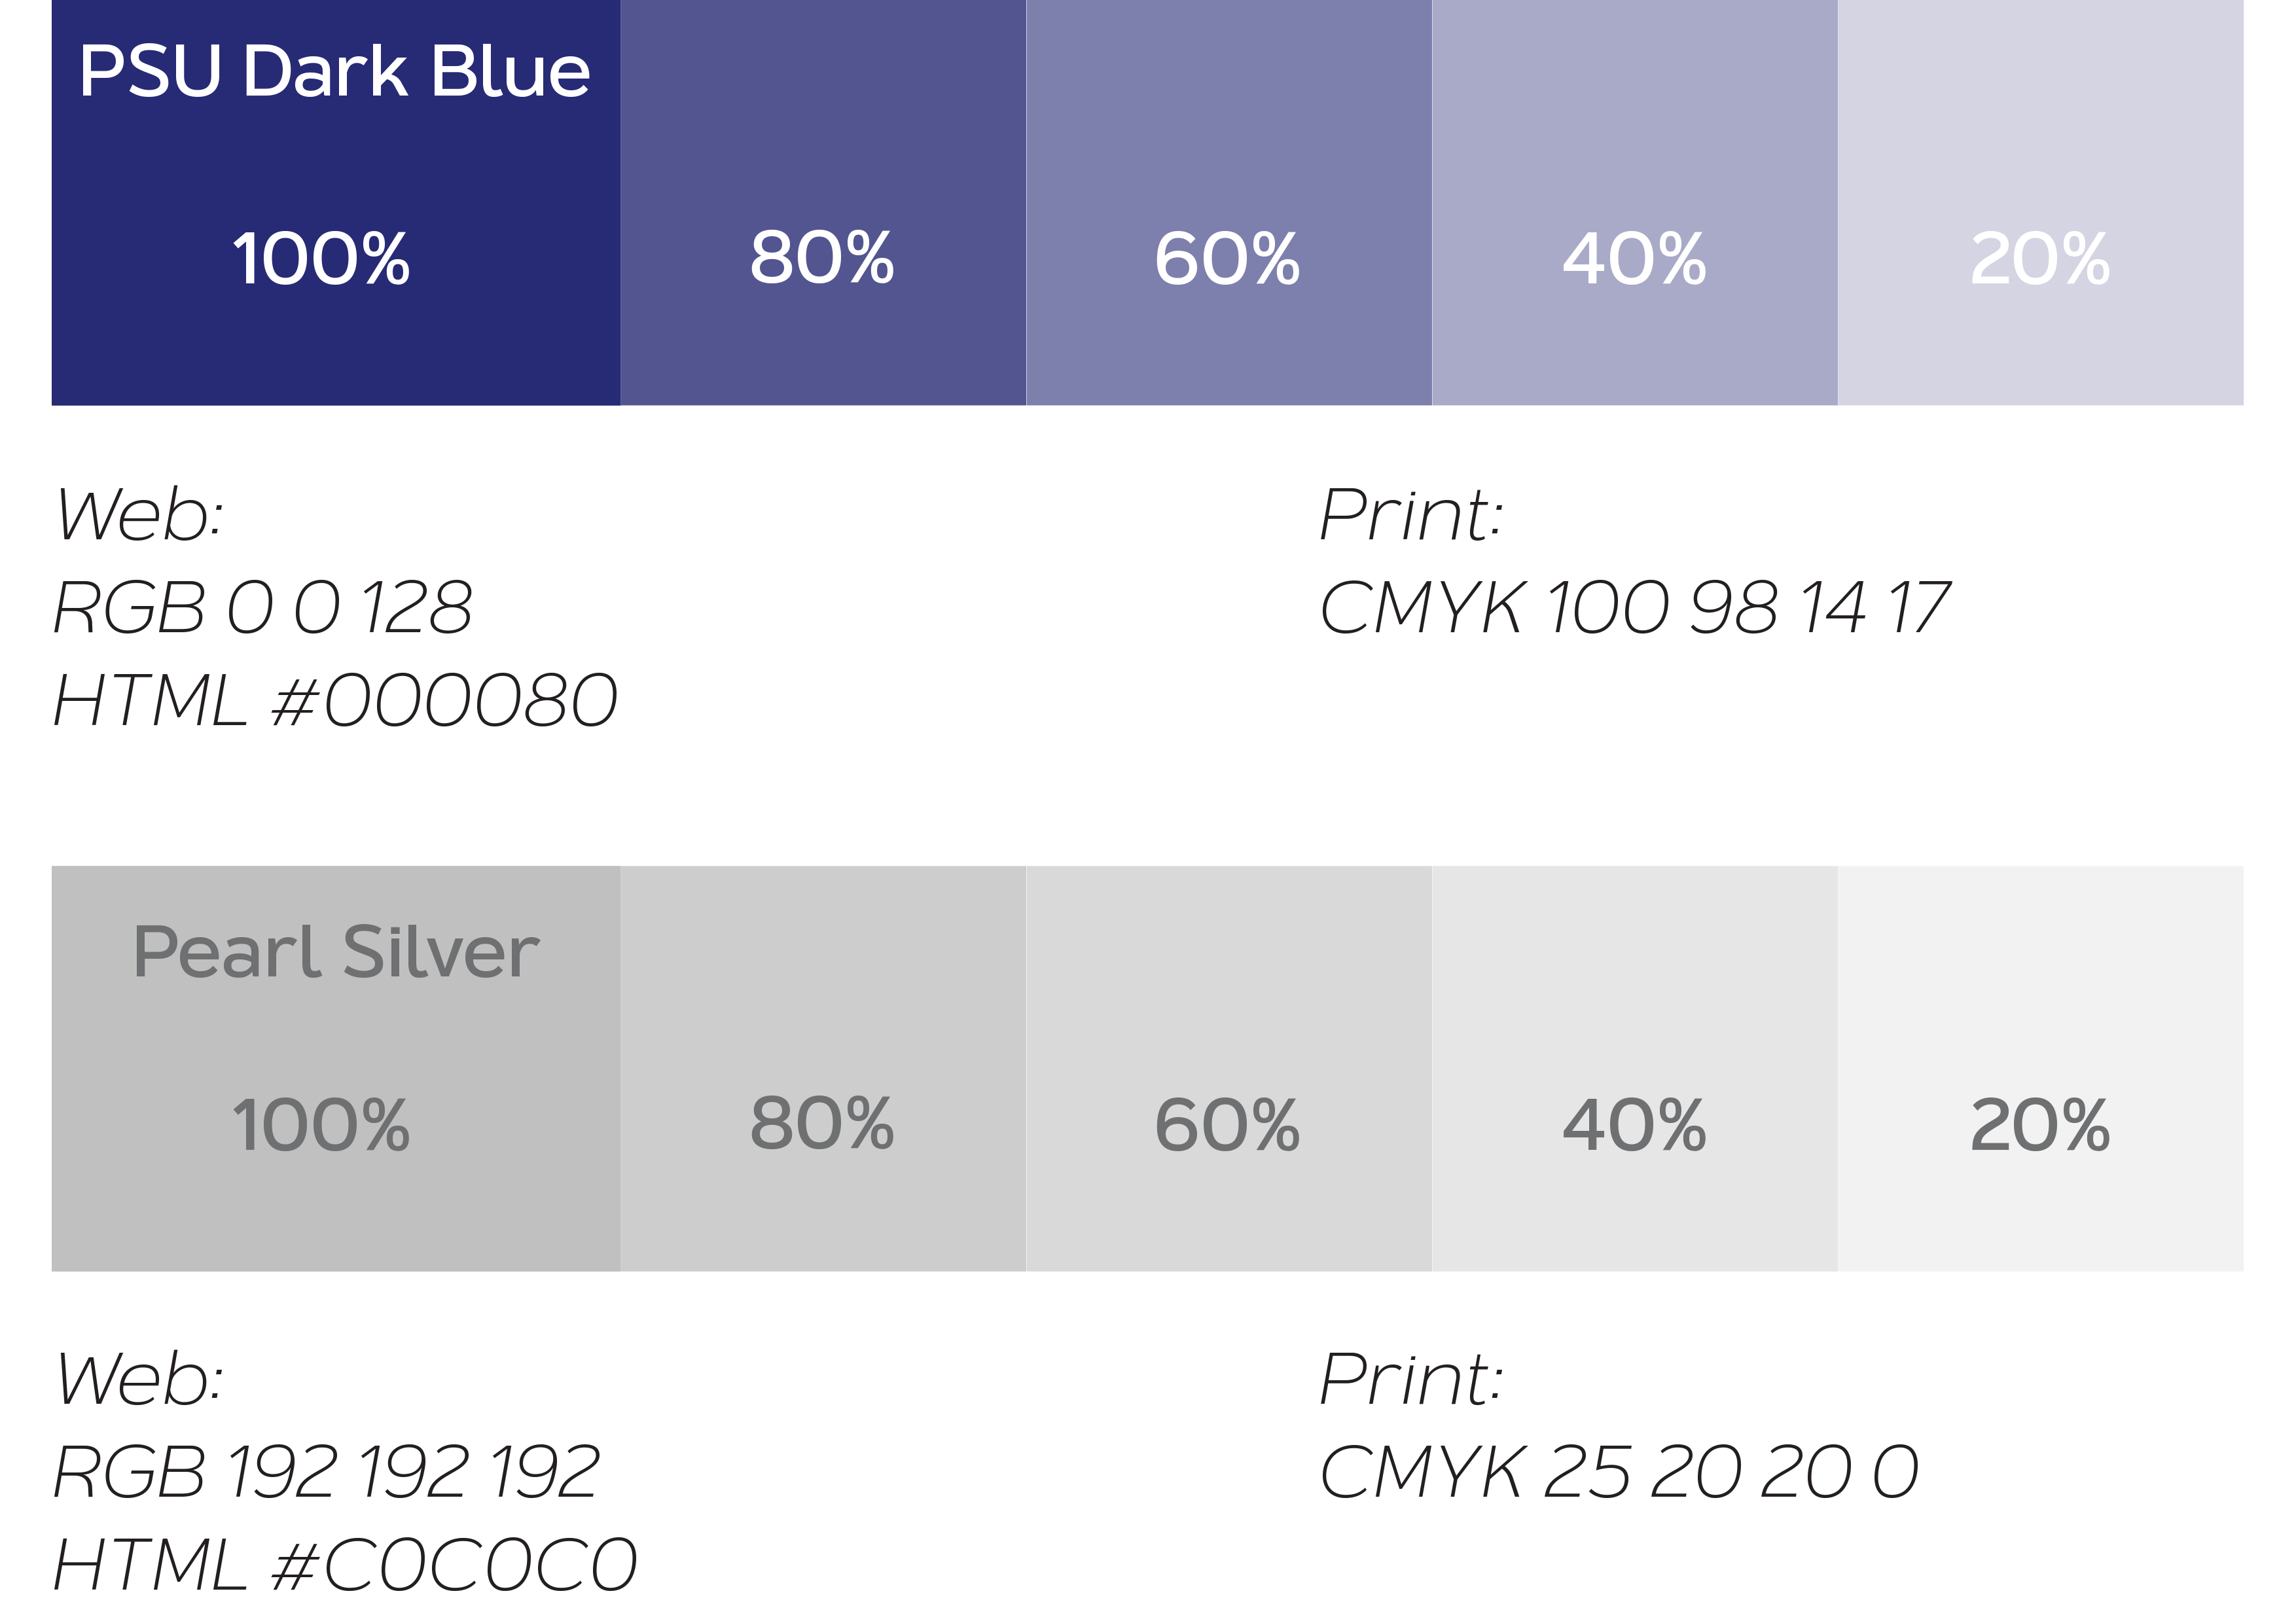 PSU Dark Blue
100% 80% 60% 40% 20%
Web: Print:
RGB 0 0 128 CMYK 100 98 14 17
HTML #000080
Pearl Silver
100% 80% 60% 40% 20%
Web: Print:
RGB 192 192 192 CMYK 25 20 20 0
HTML #C0C0C0